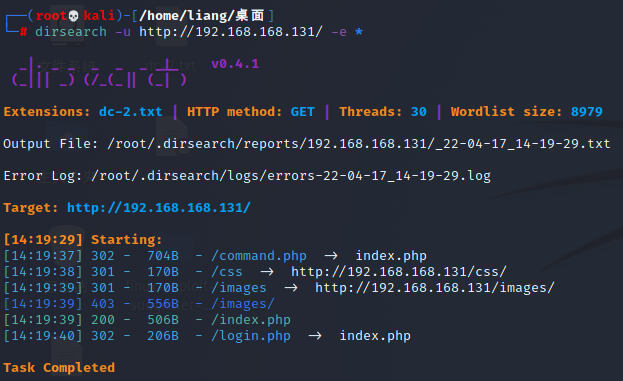 ┌──(root💀kali)-[/home/liang/桌面]
└─# dirsearch -u http://192.168.168.131/ -e *
dirsearch v0.4.1
Extensions: dc-2.txt | HTTP method: GET | Threads: 30 | Wordlist size: 8979
Output File: /root/.dirsearch/reports/192.168.168.131/_22-04-17_14-19-29.txt
Error Log: /root/.dirsearch/logs/errors-22-04-17_14-19-29.log
Target: http://192.168.168.131/
[14:19:29] Starting:
[14:19:37] 302 -  704B  - /command.php  ->  index.php
[14:19:38] 301 -  170B  - /css  ->  http://192.168.168.131/css/
[14:19:39] 301 -  170B  - /images  ->  http://192.168.168.131/images/
[14:19:39] 403 -  556B  - /images/
[14:19:39] 200 -  506B  - /index.php
[14:19:40] 302 -  206B  - /login.php  ->  index.php
Task Completed